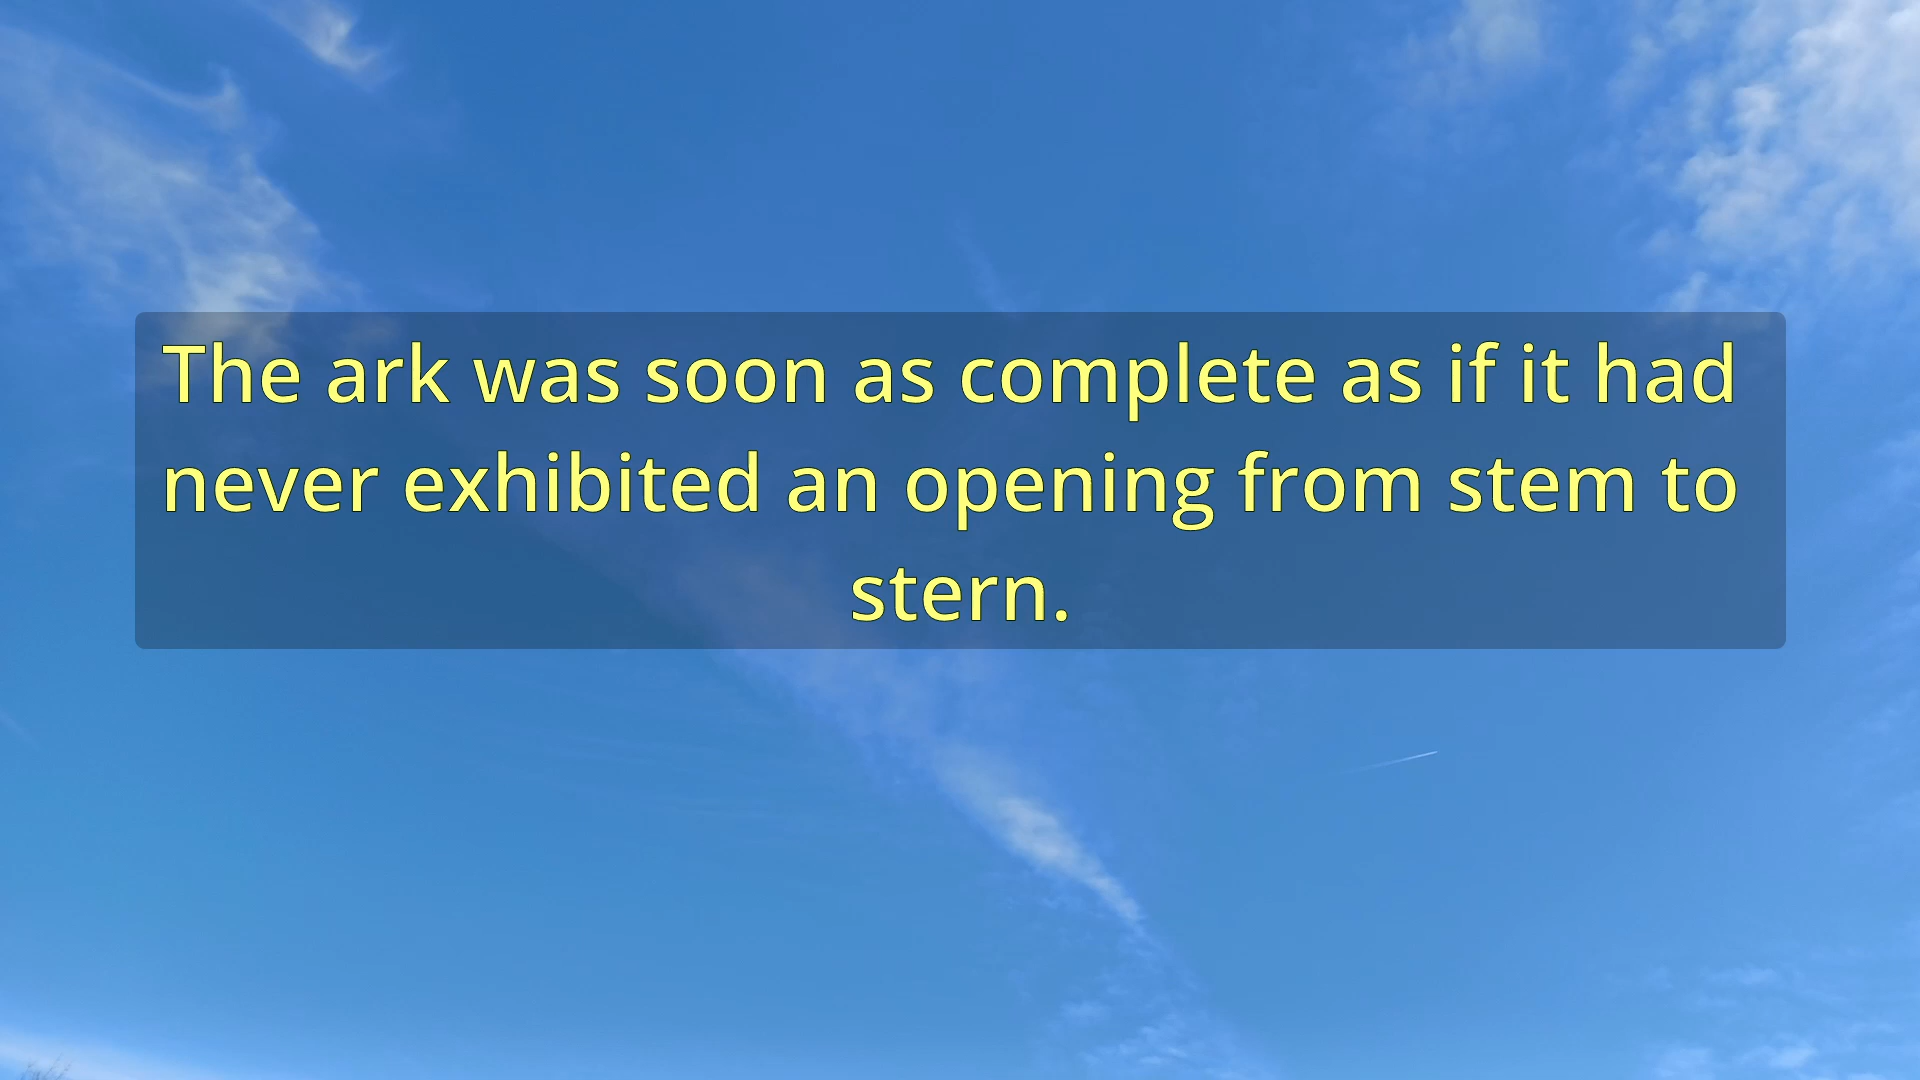 The ark was soon as complete as if it had
never exhibited an opening from stem to
stern.